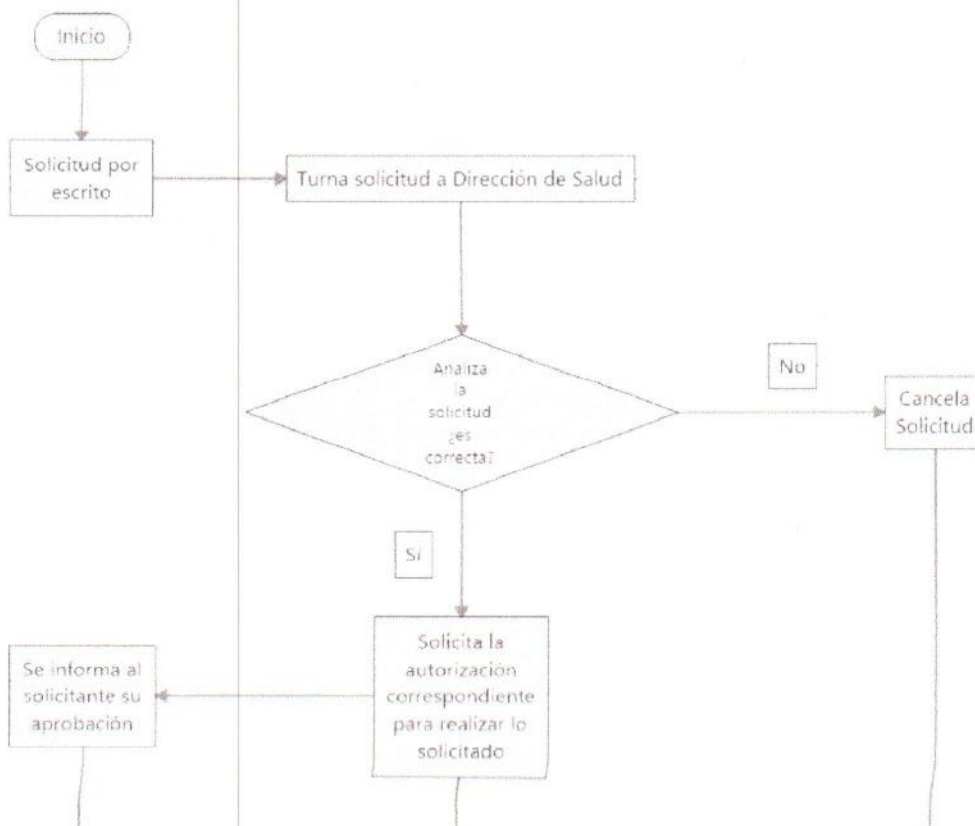 Inicio
Solicitud por
escrito
Turna solicitud a Dirección de Salud
Analiza
la
solicitud
¿es
correcta?
No
Cancela
Solicitud
Sí
Solicita la
autorización
correspondiente
para realizar lo
solicitado
Se informa al
solicitante su
aprobación